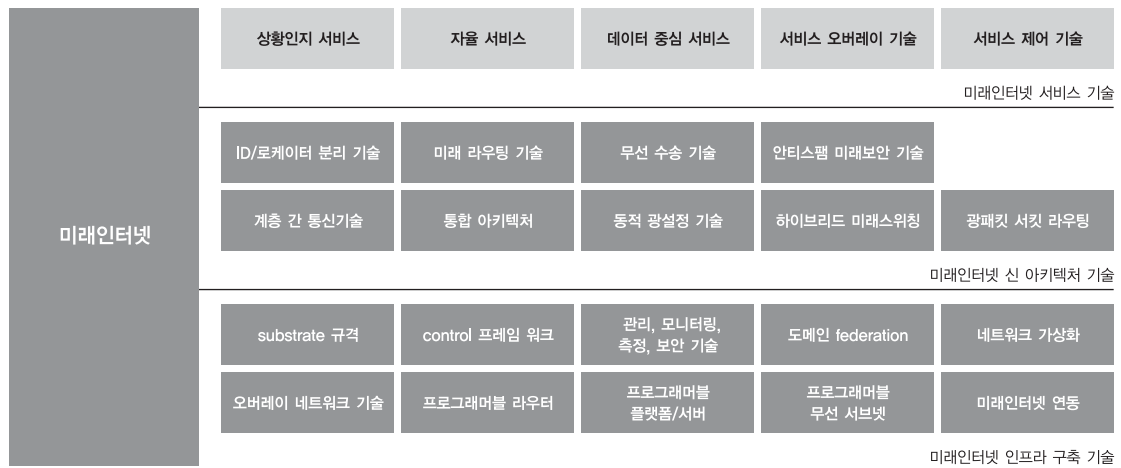 미래인터넷
상황인지 서비스
자율 서비스
데이터 중심 서비스
서비스 오버레이 기술
서비스 제어 기술
미래인터넷 서비스 기술
ID/로케이터 분리 기술
미래 라우팅 기술
무선 수송 기술
안티스팸 미래보안 기술
계층 간 통신기술
통합 아키텍처
동적 광설정 기술
하이브리드 미래스위칭
광패킷 서킷 라우팅
미래인터넷 신 아키텍처 기술
substrate 규격
control 프레임 워크
관리, 모니터링,
측정, 보안 기술
도메인 federation
네트워크 가상화
오버레이 네트워크 기술
프로그래머블 라우터
프로그래머블
플랫폼/서버
프로그래머블
무선 서브넷
미래인터넷 연동
미래인터넷 인프라 구축 기술